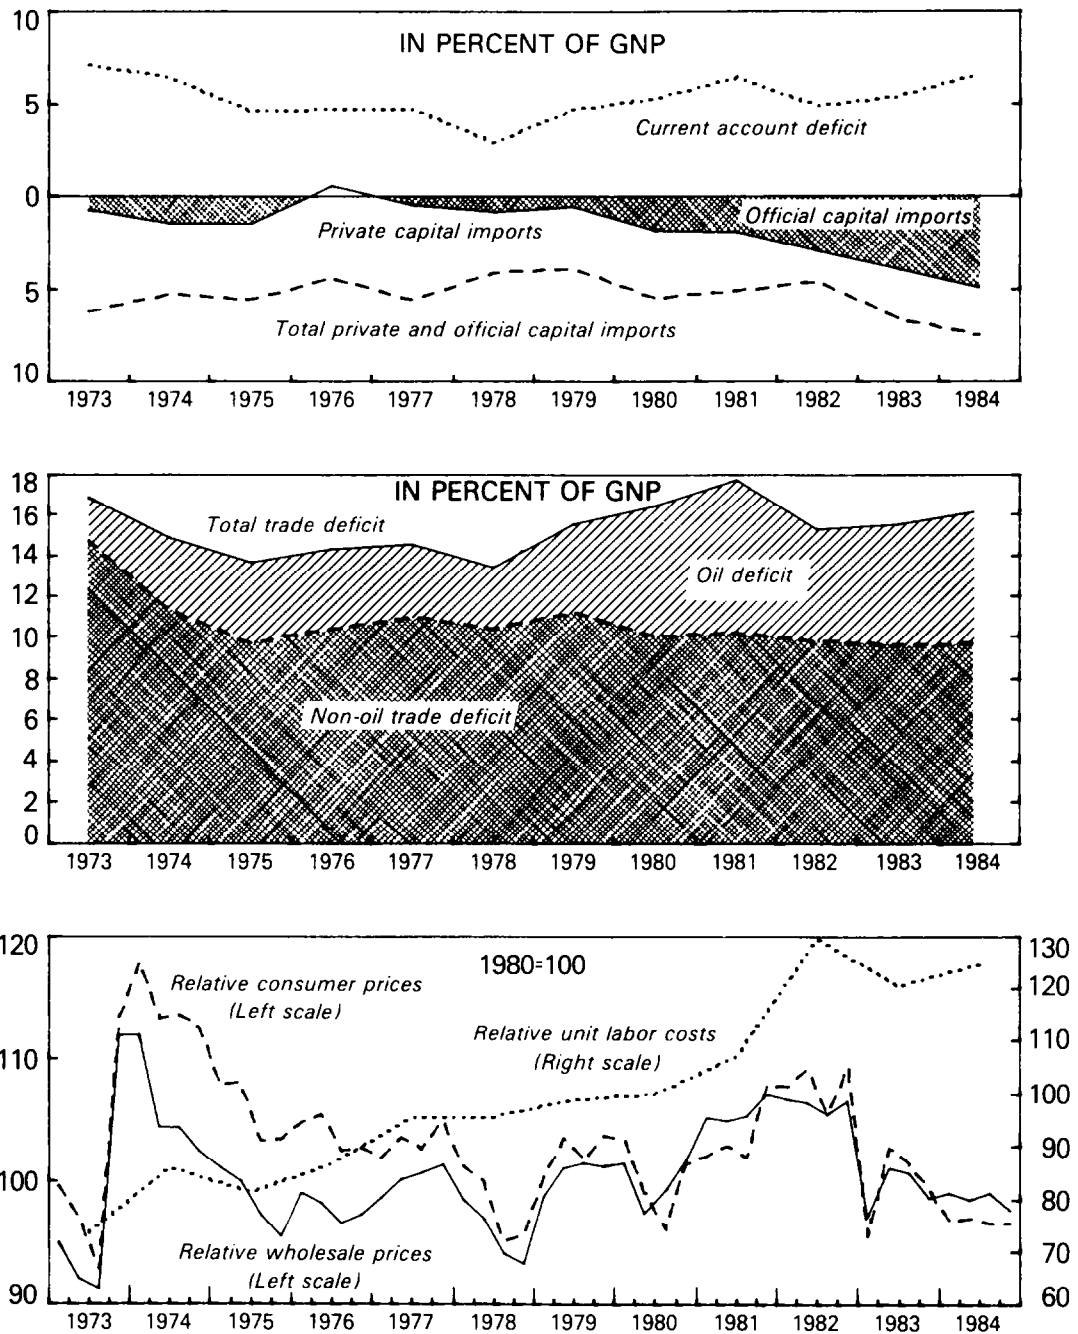 IN PERCENT OF GNP
10
5
0
5
10
Current account deficit
Official capital imports
Private capital imports
Total private and official capital imports
1973 1974 1975 1976 1977 1978 1979 1980 1981 1982 1983 1984
IN PERCENT OF GNP
18
16
14
12
10
8
6
4
2
0
Total trade deficit
Oil deficit
Non-oil trade deficit
1973 1974 1975 1976 1977 1978 1979 1980 1981 1982 1983 1984
1980=100
120
110
100
90
130
120
110
100
90
80
70
60
Relative consumer prices
(Left scale)
Relative unit labor costs
(Right scale)
Relative wholesale prices
(Left scale)
1973 1974 1975 1976 1977 1978 1979 1980 1981 1982 1983 1984